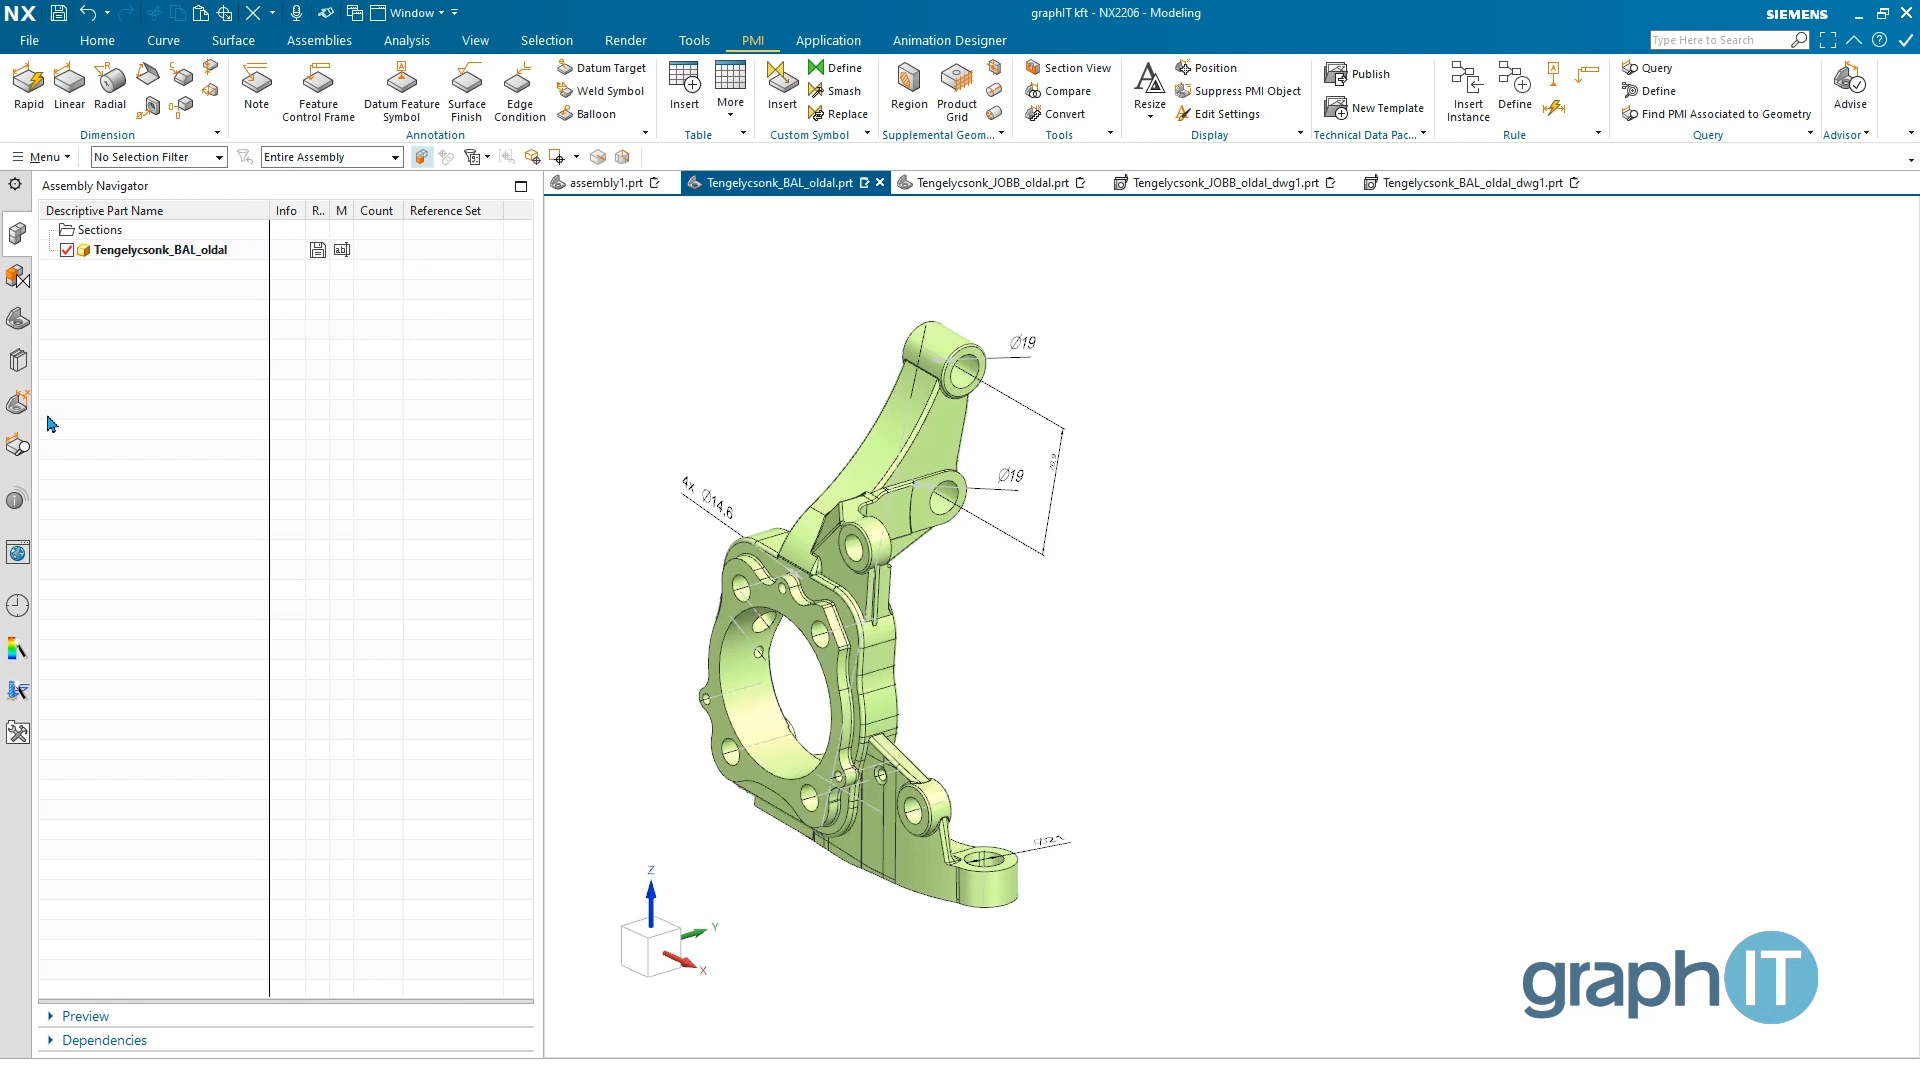 NX
Window
graphIT kft - NX2206 - Modeling
SIEMENS
File
Home
Curve
Surface
Assemblies
Analysis
View
Selection
Render
Tools
PMI
Application
Animation Designer
Type Here to Search
Rapid
Linear
Radial
Dimension
Note
Feature
Control Frame
Datum Feature
Symbol
Surface
Finish
Edge
Condition
Datum Target
Weld Symbol
Balloon
Annotation
Insert
More
Table
Insert
Define
Smash
Replace
Custom Symbol
Region
Product
Grid
Supplemental Geom...
Section View
Compare
Convert
Tools
Resize
Position
Suppress PMI Object
Edit Settings
Display
Publish
New Template
Technical Data Pac...
Insert
Instance
Define
Rule
Query
Define
Find PMI Associated to Geometry
Query
Advise
Advisor
Menu
No Selection Filter
Entire Assembly
Assembly Navigator
assembly1.prt
Tengelycsonk_BAL_oldal.prt
Tengelycsonk_JOBB_oldal.prt
Tengelycsonk_JOBB_oldal_dwg1.prt
Tengelycsonk_BAL_oldal_dwg1.prt
Descriptive Part Name
Info
R..
M
Count
Reference Set
Sections
Tengelycsonk_BAL_oldal
Ø19
Ø19
4x Ø14,6
Z
Y
X
graphIT
Preview
Dependencies